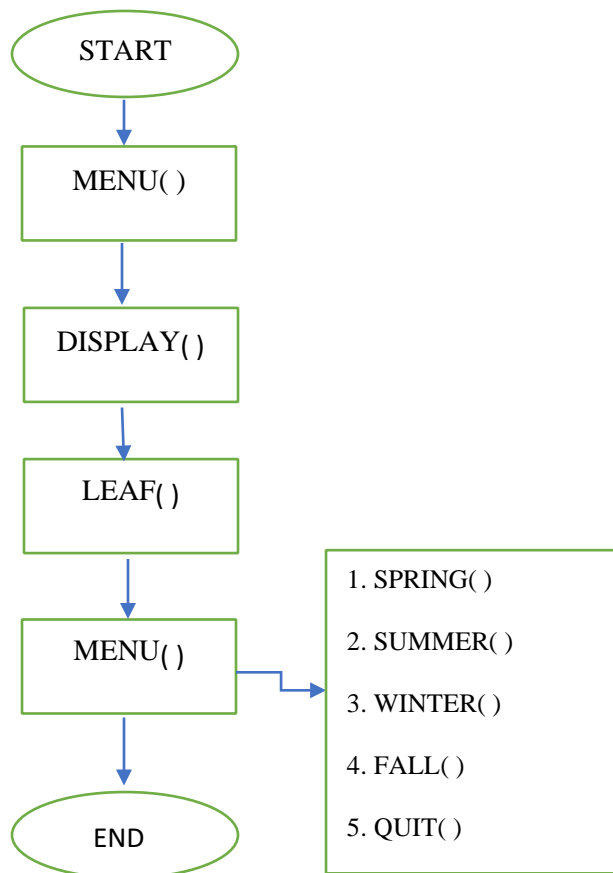 START
MENU( )
DISPLAY( )
LEAF( )
MENU( )
1. SPRING( )
2. SUMMER( )
3. WINTER( )
4. FALL( )
5. QUIT( )
END